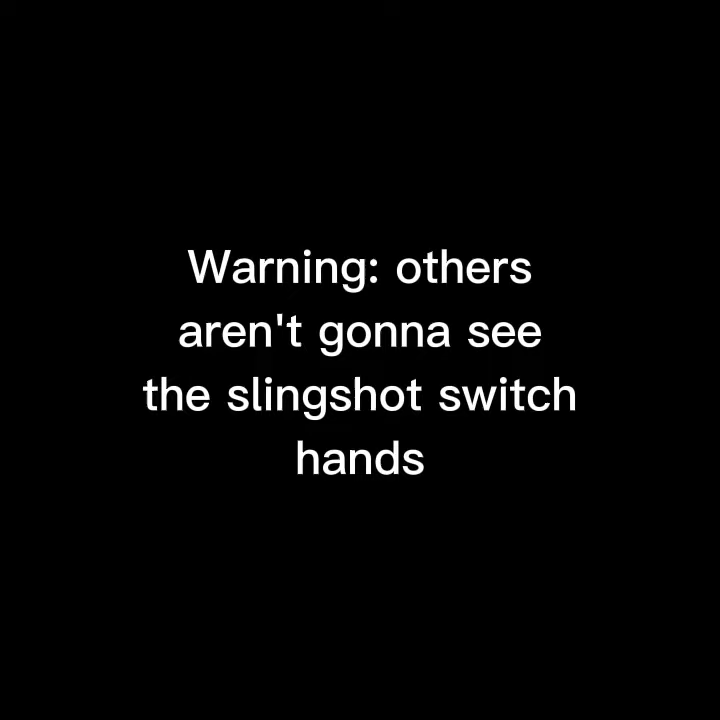 Warning: others
aren't gonna see
the slingshot switch
hands